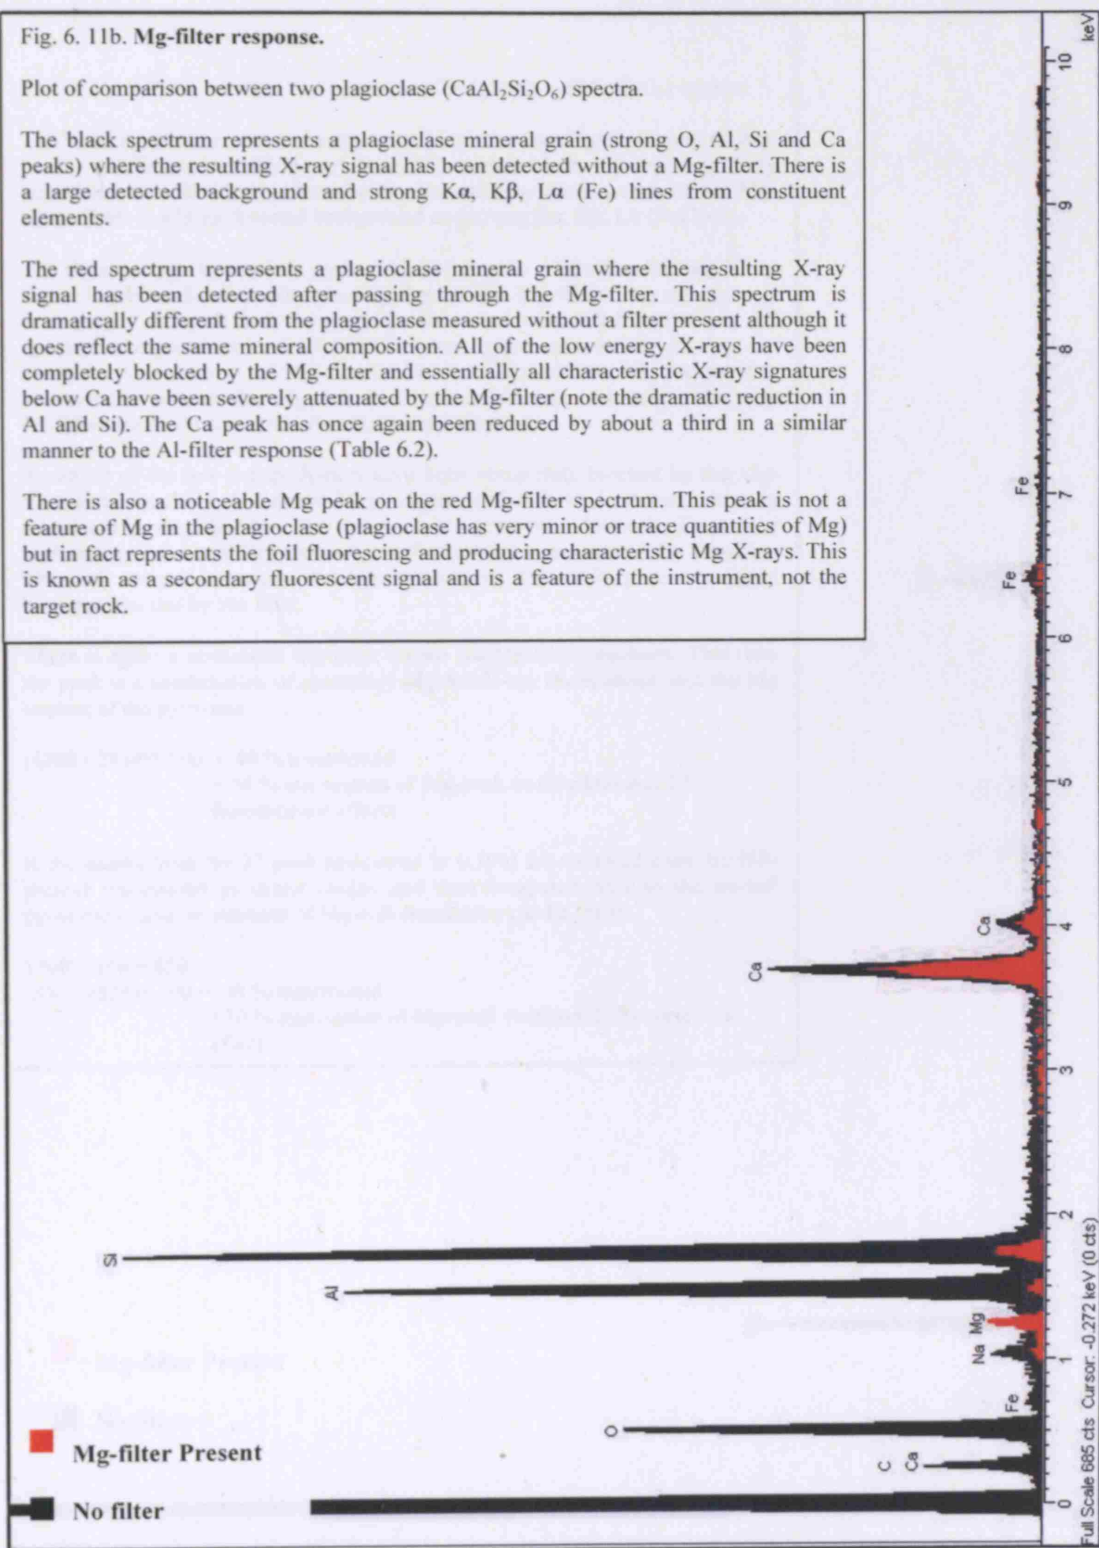 Fig. 6. 11b. Mg-filter response.
Plot of comparison between two plagioclase (CaAl₂Si₂O₆) spectra.
The black spectrum represents a plagioclase mineral grain (strong O, Al, Si and Ca
peaks) where the resulting X-ray signal has been detected without a Mg-filter. There is
a large detected background and strong Kα, Kβ, Lα (Fe) lines from constituent
elements.
The red spectrum represents a plagioclase mineral grain where the resulting X-ray
signal has been detected after passing through the Mg-filter. This spectrum is
dramatically different from the plagioclase measured without a filter present although it
does reflect the same mineral composition. All of the low energy X-rays have been
completely blocked by the Mg-filter and essentially all characteristic X-ray signatures
below Ca have been severely attenuated by the Mg-filter (note the dramatic reduction in
Al and Si). The Ca peak has once again been reduced by about a third in a similar
manner to the Al-filter response (Table 6.2).
There is also a noticeable Mg peak on the red Mg-filter spectrum. This peak is not a
feature of Mg in the plagioclase (plagioclase has very minor or trace quantities of Mg)
but in fact represents the foil fluorescing and producing characteristic Mg X-rays. This
is known as a secondary fluorescent signal and is a feature of the instrument, not the
target rock.
Mg-filter Present
No filter
C
Ca
O
Fe
Na
Mg
Al
Si
Ca
Ca
Fe
Fe
0 1 2 3 4 5 6 7 8 9 10
keV
Full Scale 685 cts Cursor: -0.272 keV (0 cts)